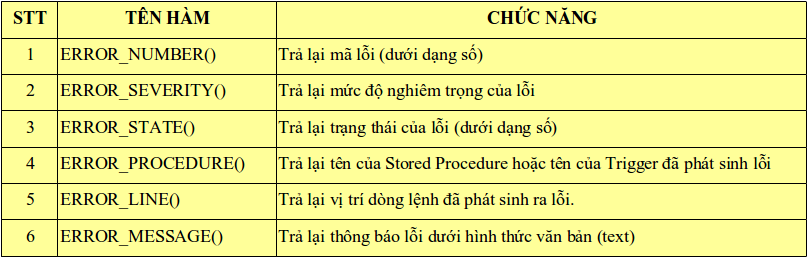 STT TÊN HÀM CHỨC NĂNG
1 ERROR_NUMBER() Trả lại mã lỗi (dưới dạng số)
2 ERROR_SEVERITY() Trả lại mức độ nghiêm trọng của lỗi
3 ERROR_STATE() Trả lại trạng thái của lỗi (dưới dạng số)
4 ERROR_PROCEDURE() Trả lại tên của Stored Procedure hoặc tên của Trigger đã phát sinh lỗi
5 ERROR_LINE() Trả lại vị trí dòng lệnh đã phát sinh ra lỗi.
6 ERROR_MESSAGE() Trả lại thông báo lỗi dưới hình thức văn bản (text)